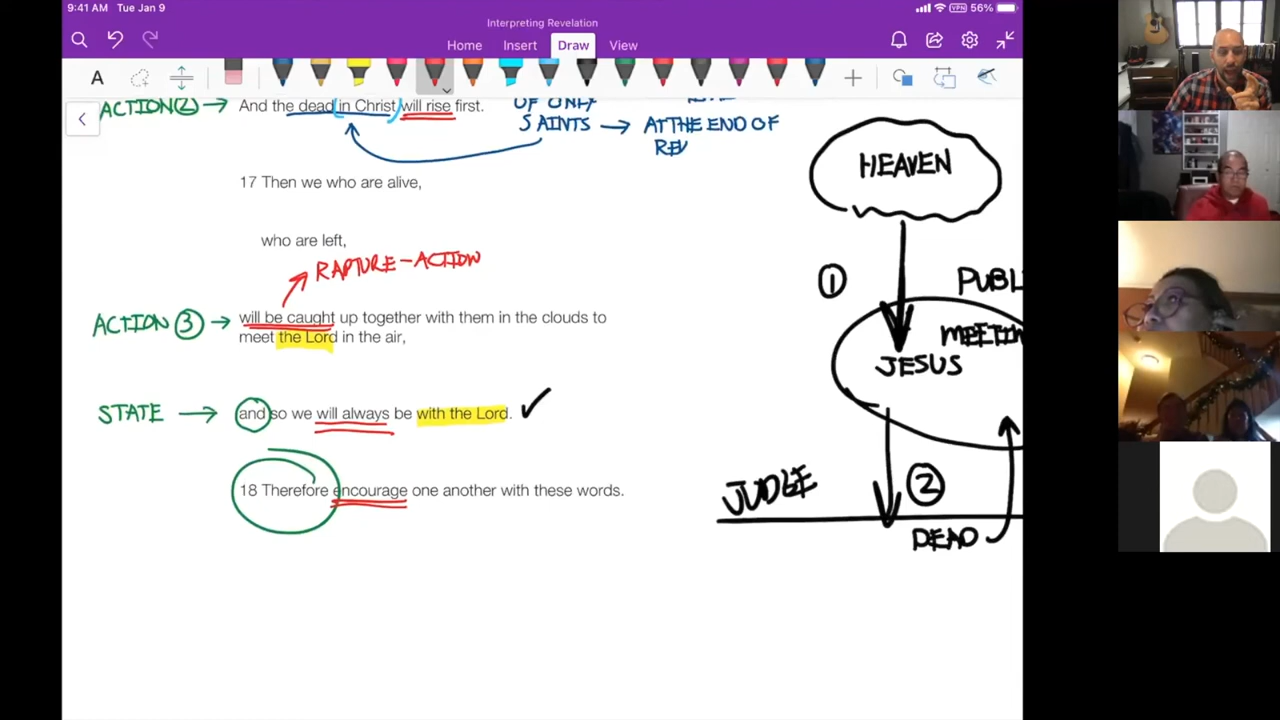 9:41 AM Tue Jan 9
VPN 56%
Interpreting Revelation
Home Insert Draw View
A
ACTION ② → And the dead (in Christ) will rise first.
OF ONLY
SAINTS → AT THE END OF
REV
17 Then we who are alive,
who are left,
RAPTURE-ACTION
ACTION ③ → will be caught up together with them in the clouds to
meet the Lord in the air,
STATE → and so we will always be with the Lord. ✓
18 Therefore encourage one another with these words.
HEAVEN
① PUBL
MEETIN
JESUS
JUDGE ②
DEAD